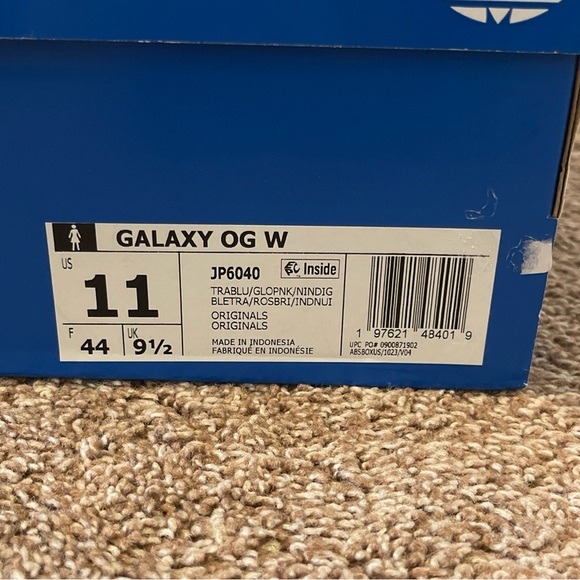 GALAXY OG W
US
11
F
44
UK
9½
JP6040
Inside
TRABLU/GLOPNK/NINDIG
BLETRA/ROSBRI/INDNUI
ORIGINALS
ORIGINALS
MADE IN INDONESIA
FABRIQUÉ EN INDONÉSIE
1 97621 48401 9
UPC PO# 0900871902
ABSBOXUS/1023/V04